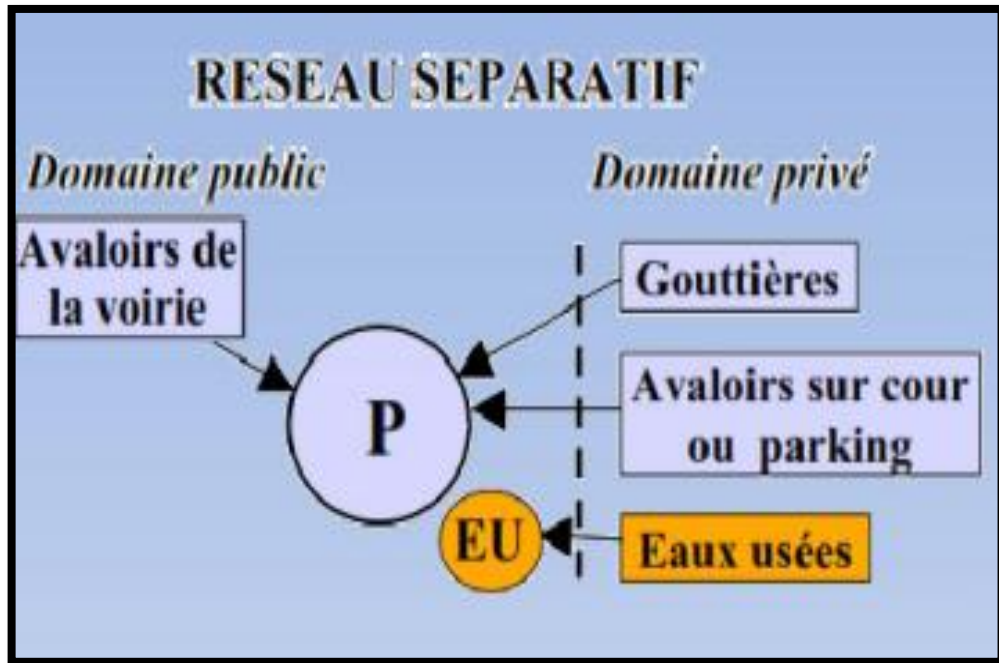 RESEAU SEPARATIF
Domaine public
Domaine privé
Avaloirs de
la voirie
Gouttières
Avaloirs sur cour
ou parking
P
EU
Eaux usées